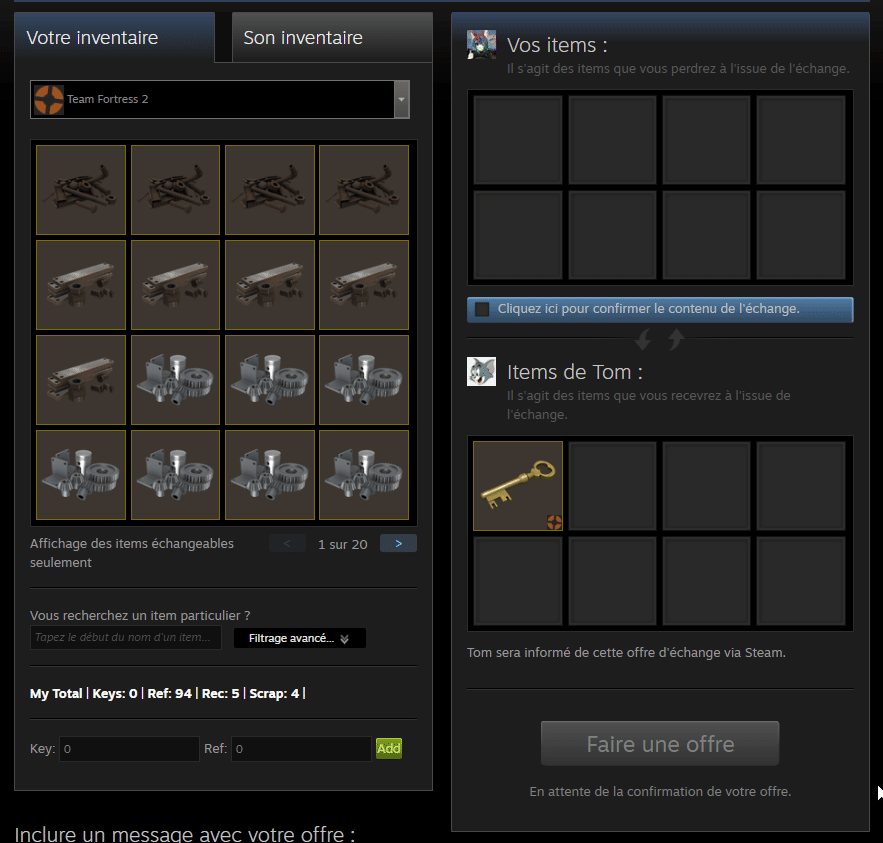 Votre inventaire
Son inventaire
Team Fortress 2
Affichage des items échangeables
seulement
<
1 sur 20
>
Vous recherchez un item particulier ?
Tapez le début du nom d'un item...
Filtrage avancé...
My Total | Keys: 0 | Ref: 94 | Rec: 5 | Scrap: 4 |
Key: 0 Ref: 0 Add
Inclure un message avec votre offre :
Vos items :
Il s'agit des items que vous perdrez à l'issue de l'échange.
Cliquez ici pour confirmer le contenu de l'échange.
Items de Tom :
Il s'agit des items que vous recevrez à l'issue de
l'échange.
Tom sera informé de cette offre d'échange via Steam.
Faire une offre
En attente de la confirmation de votre offre.